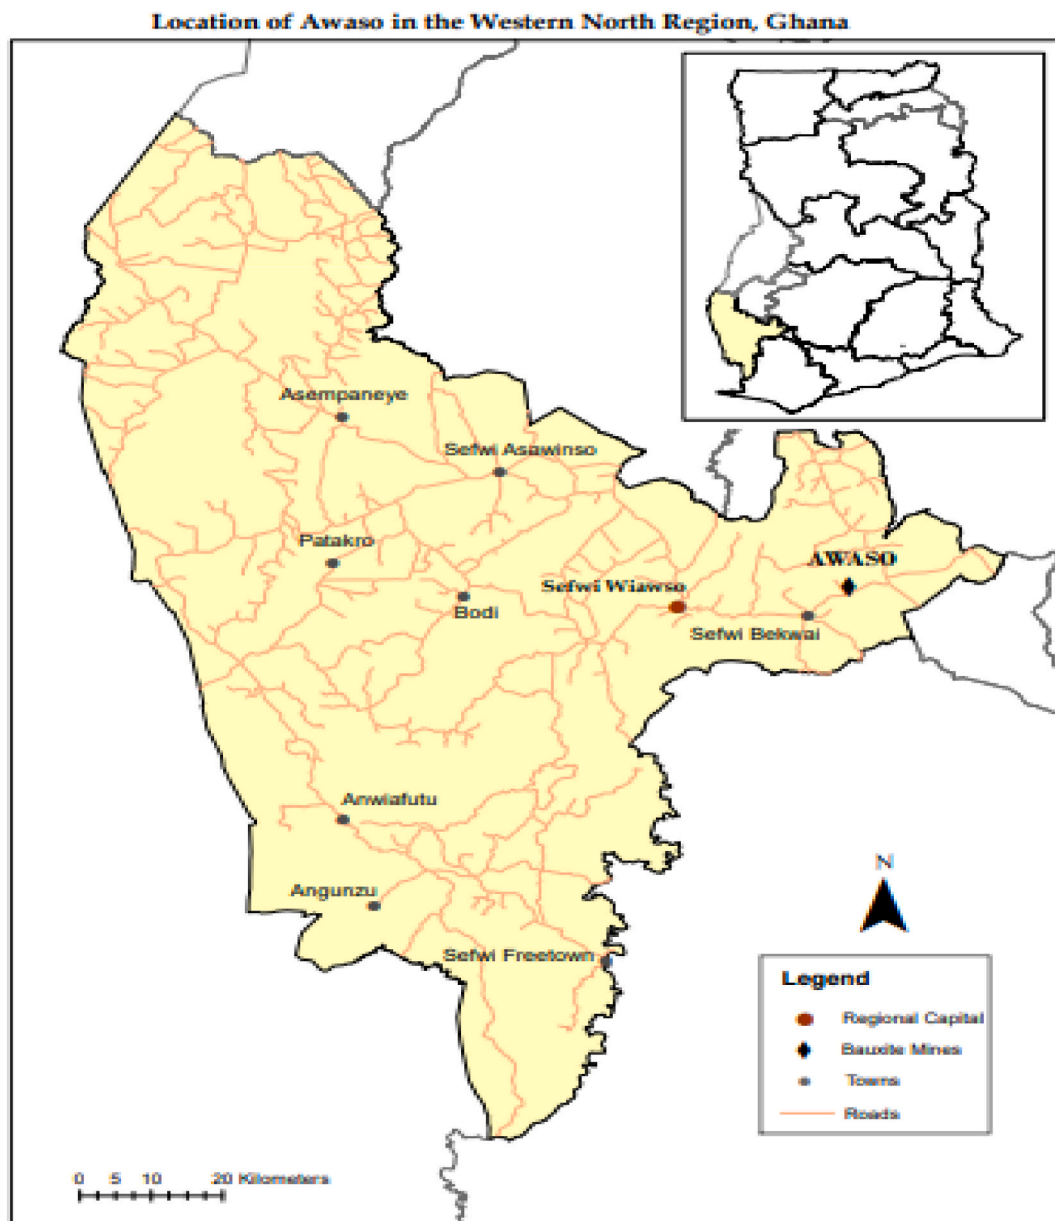 Location of Awaso in the Western North Region, Ghana
Asempaneye
Sefwi Asawinso
Patakro
AWASO
Sefwi Wiawso
Bodi
Sefwi Bekwai
Anwiafutu
Angunzu
Sefwi Freetown
N
Legend
Regional Capital
Bauxite Mines
Towns
Roads
0 5 10 20 Kilometers